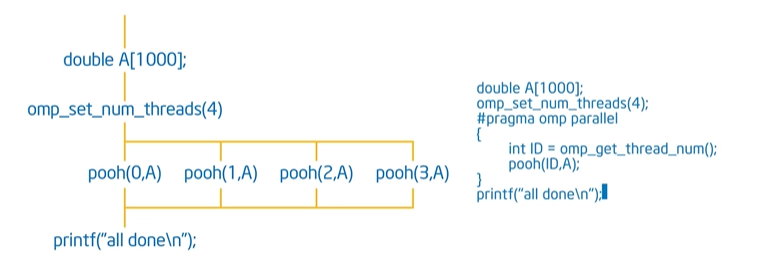 double A[1000];
omp_set_num_threads(4)
pooh(0,A) pooh(1,A) pooh(2,A) pooh(3,A)
printf("all done\n");
double A[1000];
omp_set_num_threads(4);
#pragma omp parallel
{
int ID = omp_get_thread_num();
pooh(ID,A);
}
printf("all done\n");